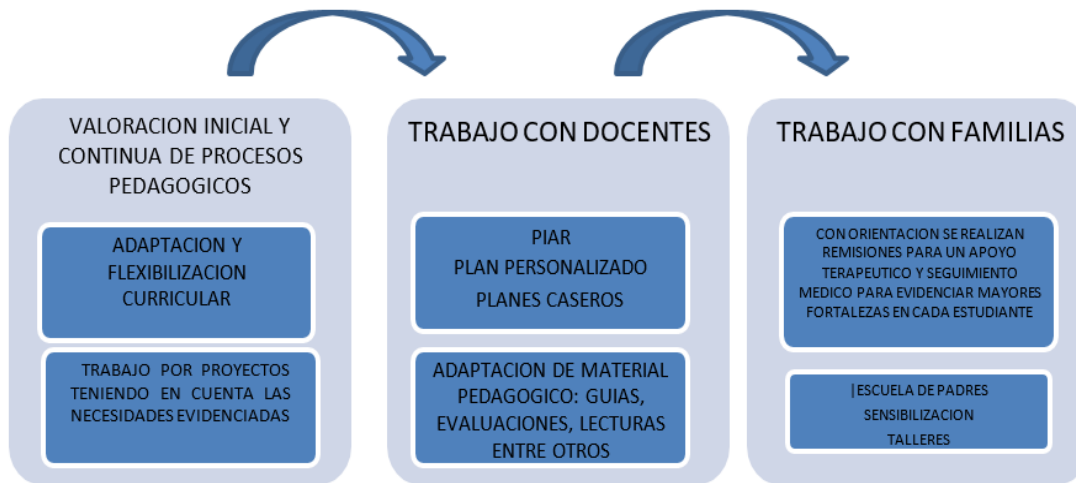 VALORACION INICIAL Y
CONTINUA DE PROCESOS
PEDAGOGICOS
ADAPTACION Y
FLEXIBILIZACION
CURRICULAR
TRABAJO POR PROYECTOS
TENIENDO EN CUENTA LAS
NECESIDADES EVIDENCIADAS
TRABAJO CON DOCENTES
PIAR
PLAN PERSONALIZADO
PLANES CASEROS
ADAPTACION DE MATERIAL
PEDAGOGICO: GUIAS,
EVALUACIONES, LECTURAS
ENTRE OTROS
TRABAJO CON FAMILIAS
CON ORIENTACION SE REALIZAN
REMISIONES PARA UN APOYO
TERAPEUTICO Y SEGUIMIENTO
MEDICO PARA EVIDENCIAR MAYORES
FORTALEZAS EN CADA ESTUDIANTE
|ESCUELA DE PADRES
SENSIBILIZACION
TALLERES